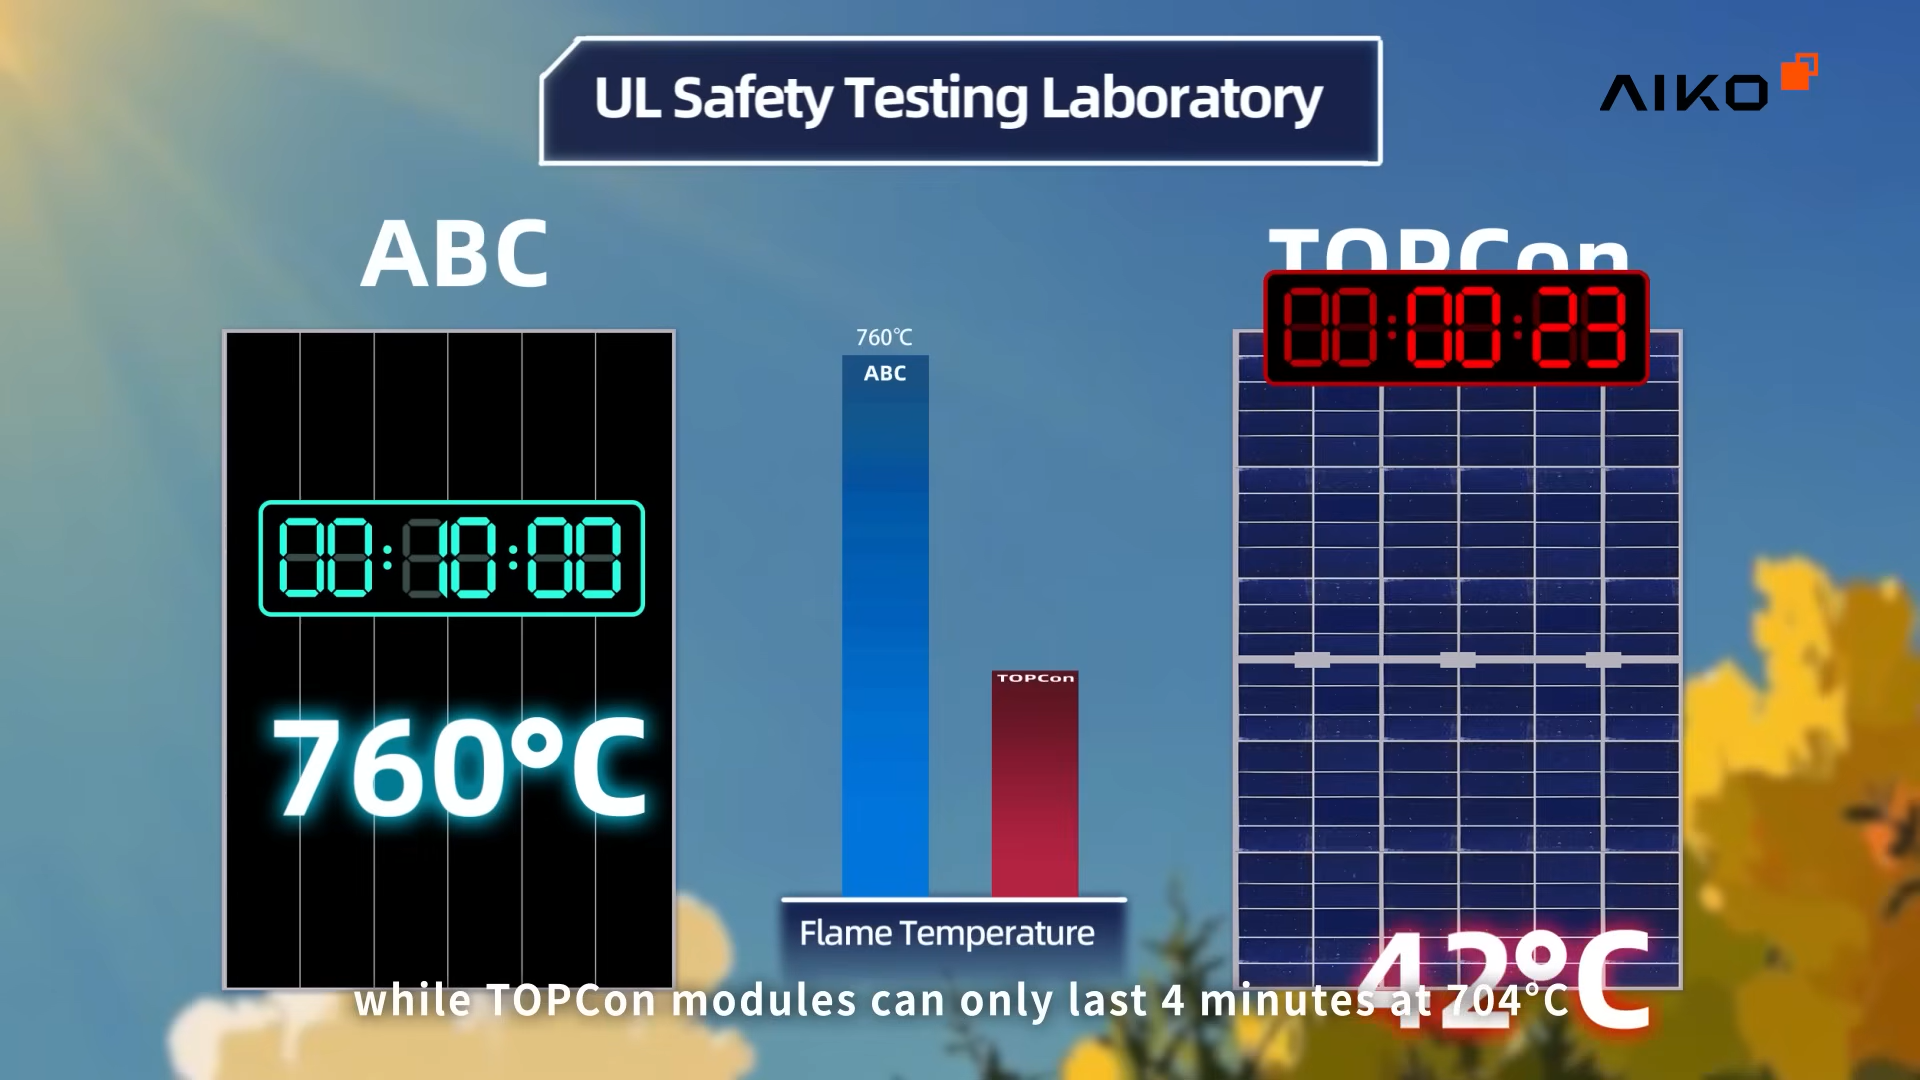 UL Safety Testing Laboratory
AIKO
ABC
TOPCon
00:10:00
760°C
760℃
ABC
TOPCon
Flame Temperature
00:00:23
42°C
while TOPCon modules can only last 4 minutes at 704°C